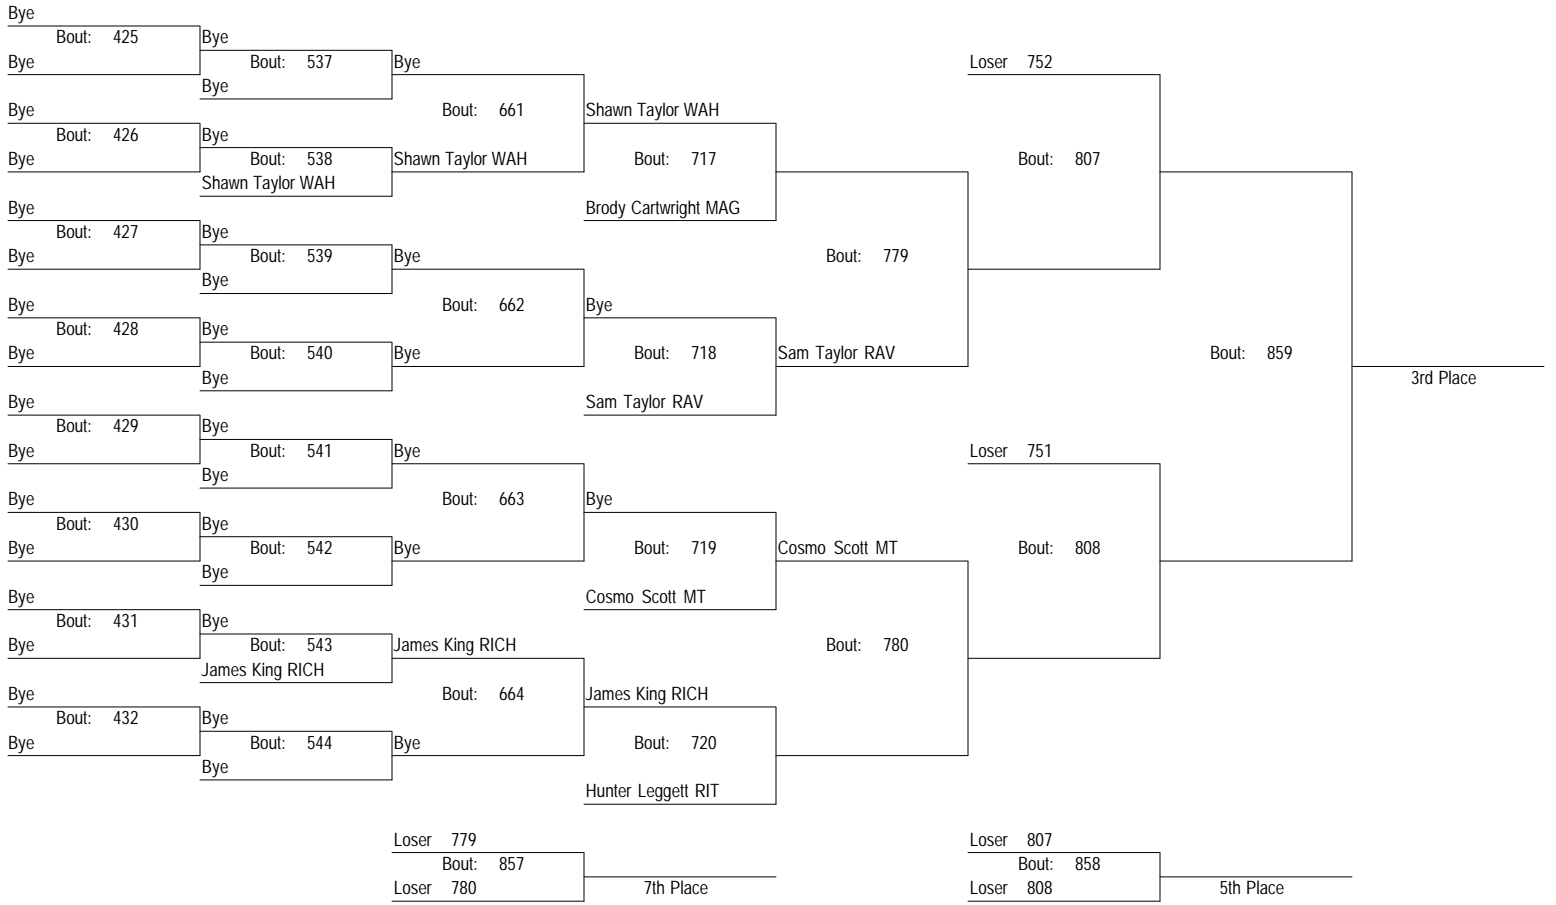 Bye
Bout: 425 Bye
Bye Bout: 537 Bye Loser 752
Bye
Bye Bout: 661 Shawn Taylor WAH
Bout: 426 Bye
Bye Bout: 538 Shawn Taylor WAH Bout: 717 Bout: 807
Shawn Taylor WAH
Bye Brody Cartwright MAG
Bout: 427 Bye
Bye Bout: 539 Bye Bout: 779
Bye
Bye Bout: 662 Bye
Bout: 428 Bye
Bye Bout: 540 Bye Bout: 718 Sam Taylor RAV Bout: 859
Bye 3rd Place
Bye Sam Taylor RAV
Bout: 429 Bye
Bye Bout: 541 Bye Loser 751
Bye
Bye Bout: 663 Bye
Bout: 430 Bye
Bye Bout: 542 Bye Bout: 719 Cosmo Scott MT Bout: 808
Bye
Bye Cosmo Scott MT
Bout: 431 Bye
Bye Bout: 543 James King RICH Bout: 780
James King RICH
Bye Bout: 664 James King RICH
Bout: 432 Bye
Bye Bout: 544 Bye Bout: 720
Bye
Hunter Leggett RIT
Loser 779 Loser 807
Bout: 857 Bout: 858
Loser 780 7th Place Loser 808 5th Place